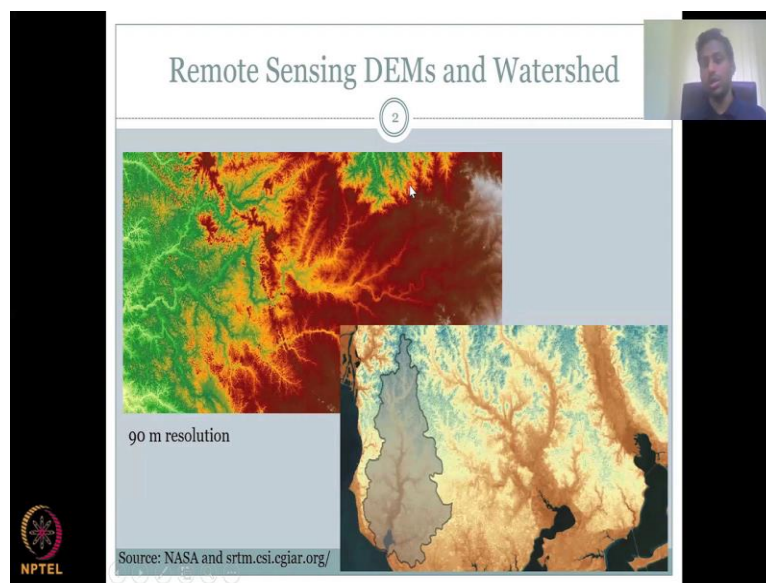 Remote Sensing DEMs and Watershed
2
90 m resolution
Source: NASA and srtm.csi.cgiar.org/
NPTEL